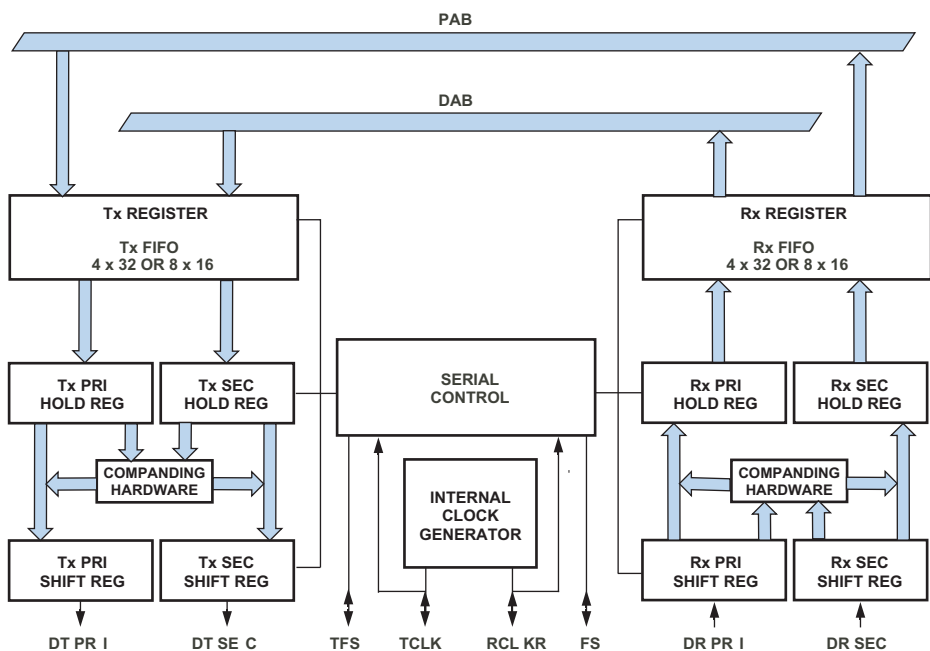 PAB
DAB
Tx REGISTER
Tx FIFO
4 x 32 OR 8 x 16
Rx REGISTER
Rx FIFO
4 x 32 OR 8 x 16
Tx PRI
HOLD REG
Tx SEC
HOLD REG
SERIAL
CONTROL
Rx PRI
HOLD REG
Rx SEC
HOLD REG
COMPANDING
HARDWARE
INTERNAL
CLOCK
GENERATOR
COMPANDING
HARDWARE
Tx PRI
SHIFT REG
Tx SEC
SHIFT REG
Rx PRI
SHIFT REG
Rx SEC
SHIFT REG
DT PR I
DT SE C
TFS
TCLK
RCL KR
FS
DR PR I
DR SEC